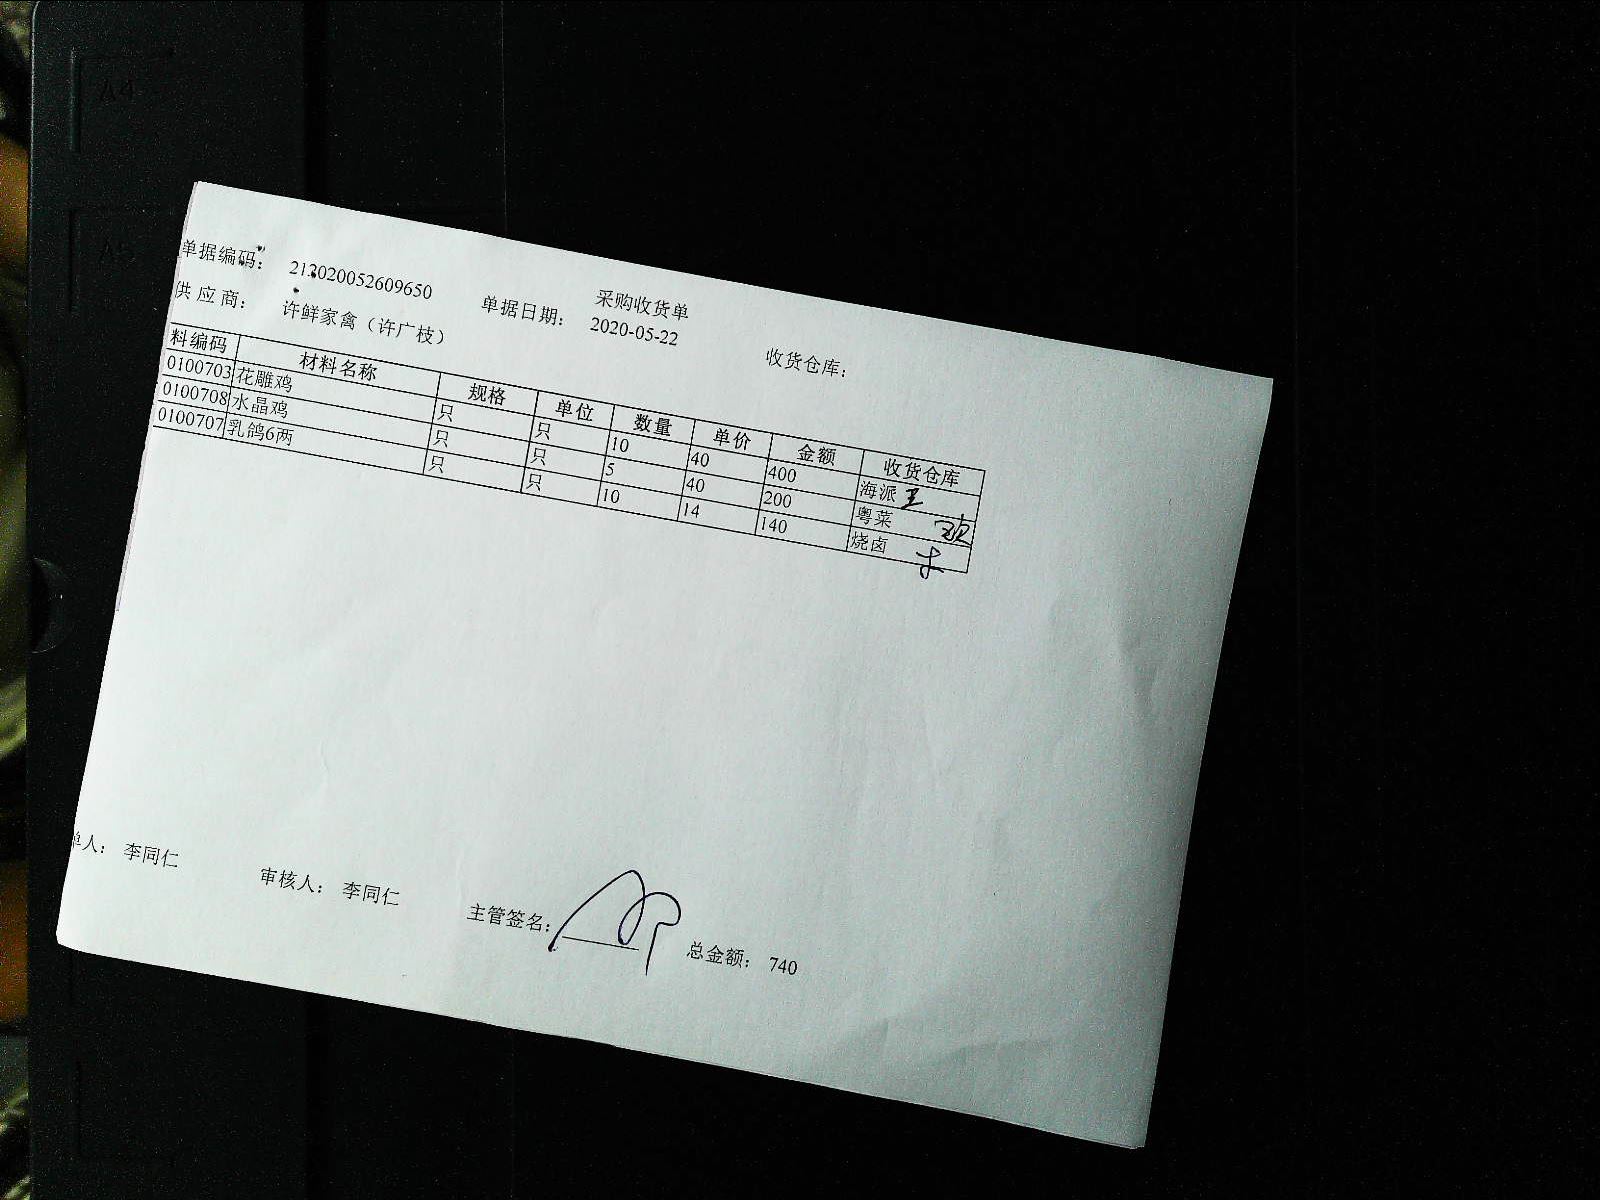 采购收货单
单据编码： 212020052609650 单据日期： 2020-05-22 收货仓库：
供应商： 许鲜家禽（许广枝）
料编码 材料名称 规格 单位 数量 单价 金额 收货仓库
0100703 花雕鸡 只 只 10 40 400 海派 王
0100708 水晶鸡 只 只 5 40 200 粤菜
0100707 乳鸽6两 只 只 10 14 140 烧卤
单人： 李同仁 审核人： 李同仁 主管签名： 总金额： 740
A4
A5